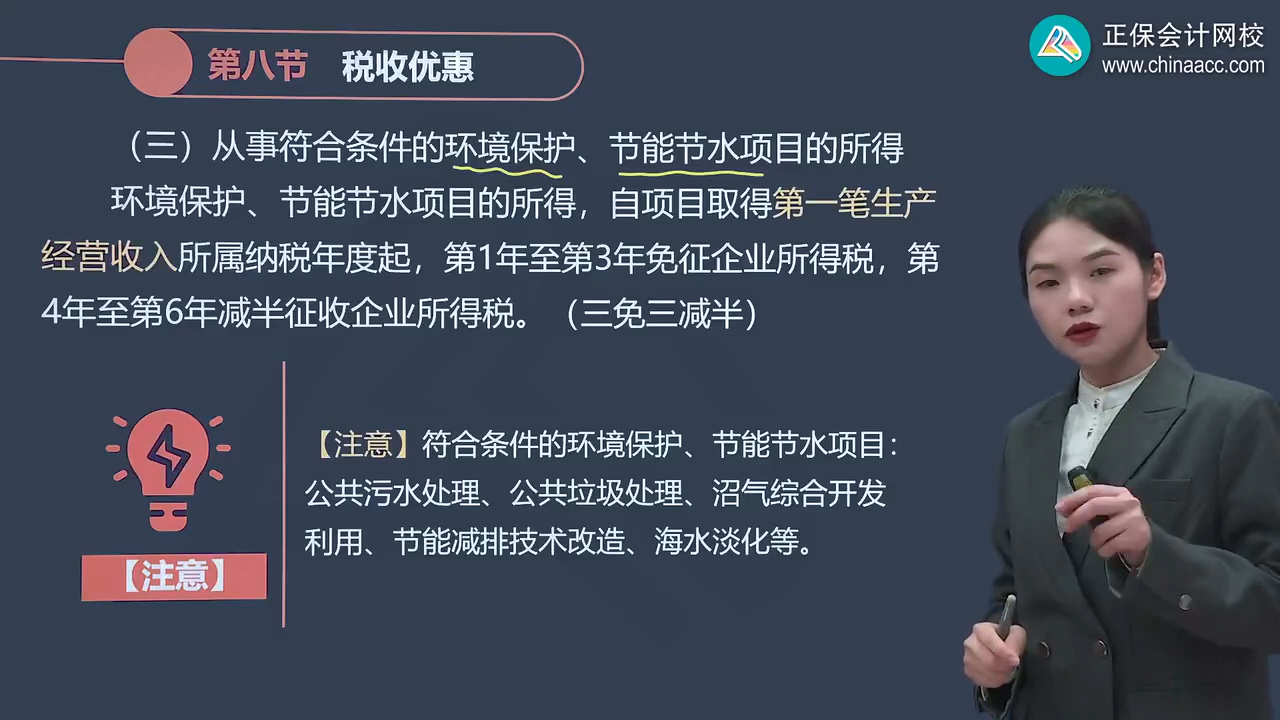 第八节 税收优惠
正保会计网校
www.chinaacc.com
（三）从事符合条件的环境保护、节能节水项目的所得
环境保护、节能节水项目的所得，自项目取得第一笔生产
经营收入所属纳税年度起，第1年至第3年免征企业所得税，第
4年至第6年减半征收企业所得税。（三免三减半）
【注意】符合条件的环境保护、节能节水项目：
公共污水处理、公共垃圾处理、沼气综合开发
利用、节能减排技术改造、海水淡化等。
【注意】